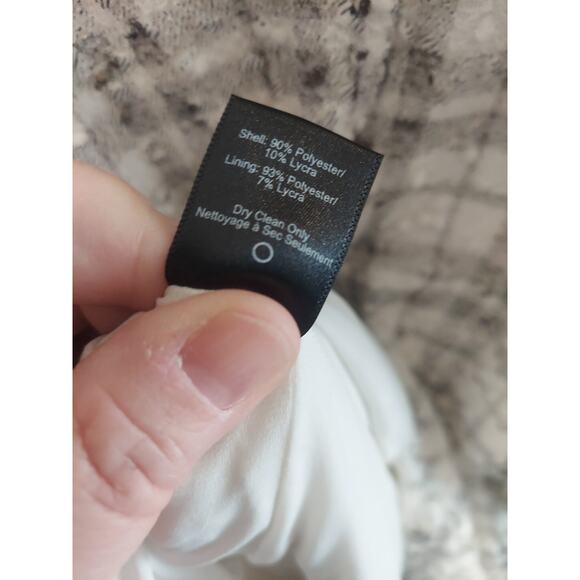 Shell: 90% Polyester/
10% Lycra
Lining: 93% Polyester/
7% Lycra
Dry Clean Only
Nettoyage à Sec Seulement